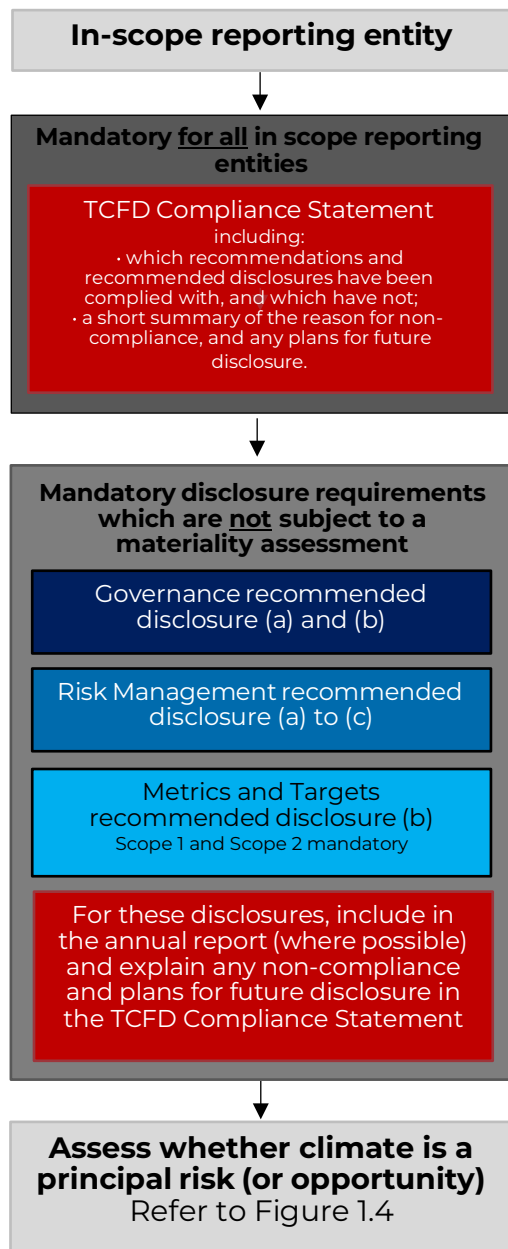 In-scope reporting entity
Mandatory for all in scope reporting
entities
TCFD Compliance Statement
including:
• which recommendations and
recommended disclosures have been
complied with, and which have not;
• a short summary of the reason for non-
compliance, and any plans for future
disclosure.
Mandatory disclosure requirements
which are not subject to a
materiality assessment
Governance recommended
disclosure (a) and (b)
Risk Management recommended
disclosure (a) to (c)
Metrics and Targets
recommended disclosure (b)
Scope 1 and Scope 2 mandatory
For these disclosures, include in
the annual report (where possible)
and explain any non-compliance
and plans for future disclosure in
the TCFD Compliance Statement
Assess whether climate is a
principal risk (or opportunity)
Refer to Figure 1.4